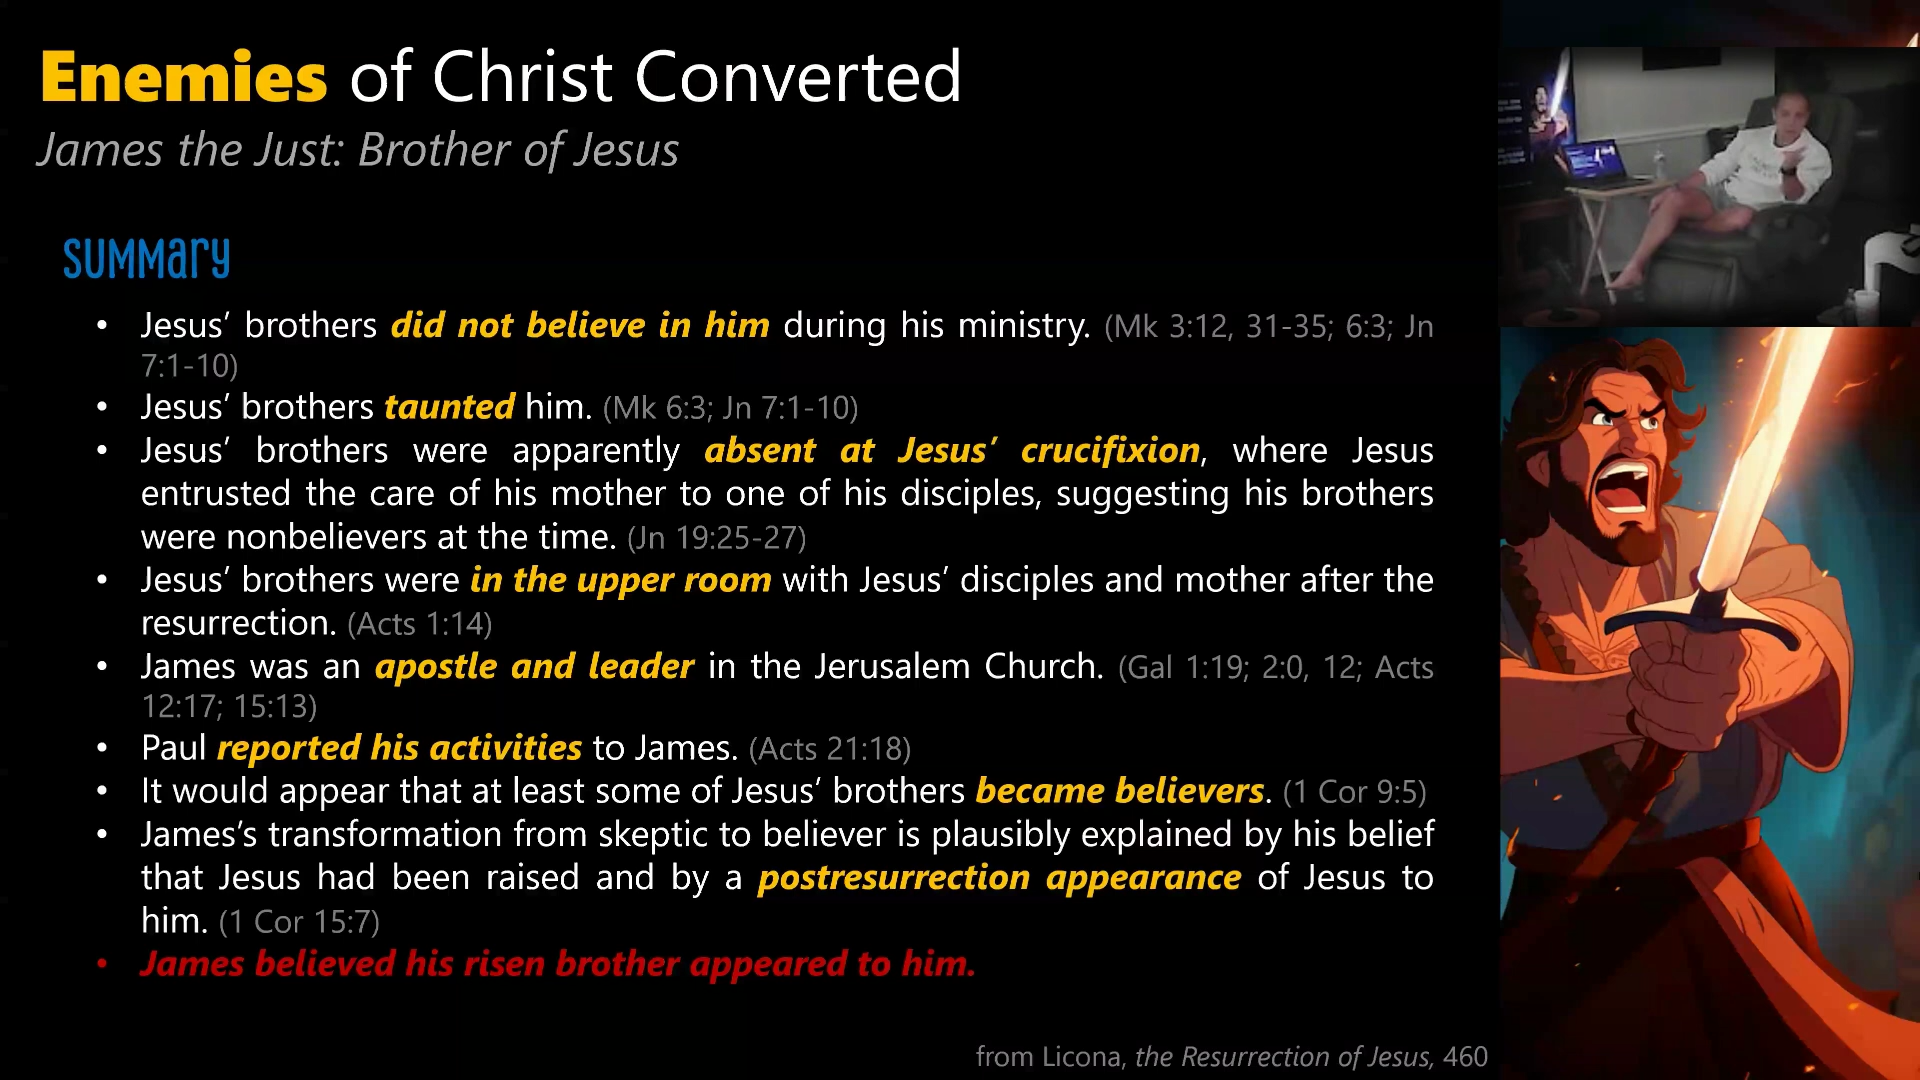 Enemies of Christ Converted
James the Just: Brother of Jesus
summary
• Jesus’ brothers did not believe in him during his ministry. (Mk 3:12, 31-35; 6:3; Jn
7:1-10)
• Jesus’ brothers taunted him. (Mk 6:3; Jn 7:1-10)
• Jesus’ brothers were apparently absent at Jesus’ crucifixion, where Jesus
entrusted the care of his mother to one of his disciples, suggesting his brothers
were nonbelievers at the time. (Jn 19:25-27)
• Jesus’ brothers were in the upper room with Jesus’ disciples and mother after the
resurrection. (Acts 1:14)
• James was an apostle and leader in the Jerusalem Church. (Gal 1:19; 2:0, 12; Acts
12:17; 15:13)
• Paul reported his activities to James. (Acts 21:18)
• It would appear that at least some of Jesus’ brothers became believers. (1 Cor 9:5)
• James’s transformation from skeptic to believer is plausibly explained by his belief
that Jesus had been raised and by a postresurrection appearance of Jesus to
him. (1 Cor 15:7)
• James believed his risen brother appeared to him.
from Licona, the Resurrection of Jesus, 460